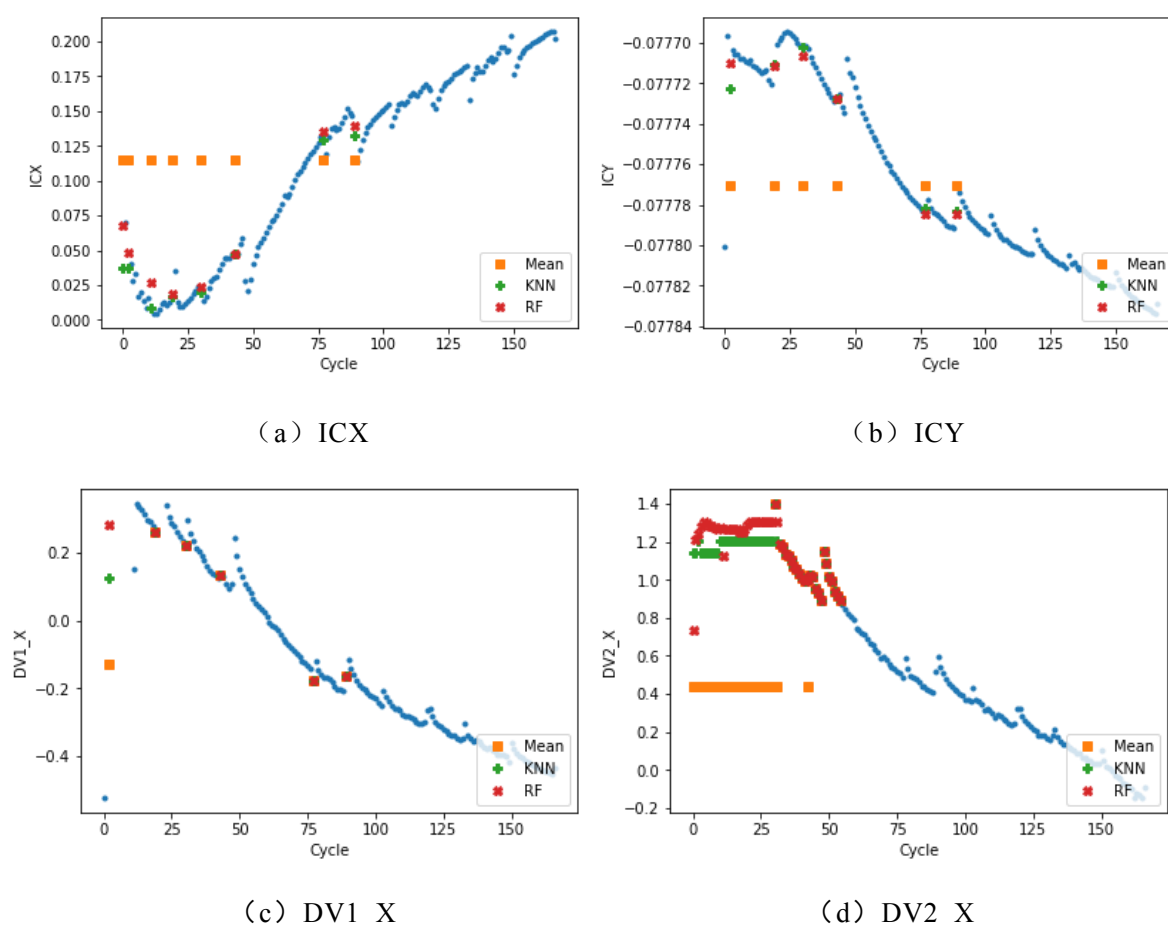 0.200
0.175
0.150
0.125
0.100
0.075
0.050
0.025
0.000
ICX
0 25 50 75 100 125 150
Cycle
Mean
KNN
RF
(a) ICX
−0.07770
−0.07772
−0.07774
−0.07776
−0.07778
−0.07780
−0.07782
−0.07784
ICY
0 25 50 75 100 125 150
Cycle
Mean
KNN
RF
(b) ICY
0.2
0.0
−0.2
−0.4
DV1_X
0 25 50 75 100 125 150
Cycle
Mean
KNN
RF
(c) DV1 X
1.4
1.2
1.0
0.8
0.6
0.4
0.2
0.0
−0.2
DV2_X
0 25 50 75 100 125 150
Cycle
Mean
KNN
RF
(d) DV2 X